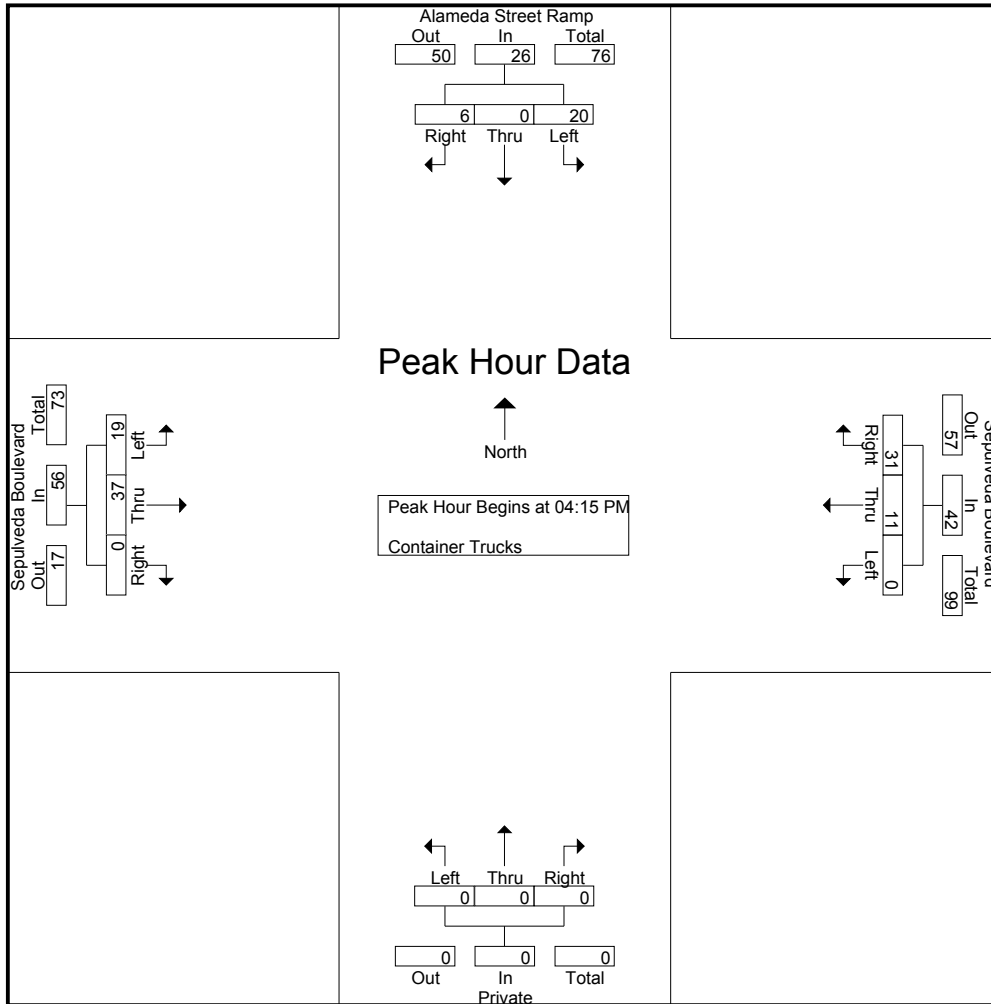 Alameda Street Ramp
Out In Total
50 26 76
6 0 20
Right Thru Left
Peak Hour Data
North
Peak Hour Begins at 04:15 PM
Container Trucks
Sepulveda Boulevard
Out In Total
17 56 73
Left Thru Right
19 37 0
Sepulveda Boulevard
Out In Total
57 42 99
Right Thru Left
31 11 0
Left Thru Right
0 0 0
0 0 0
Out In Total
Private